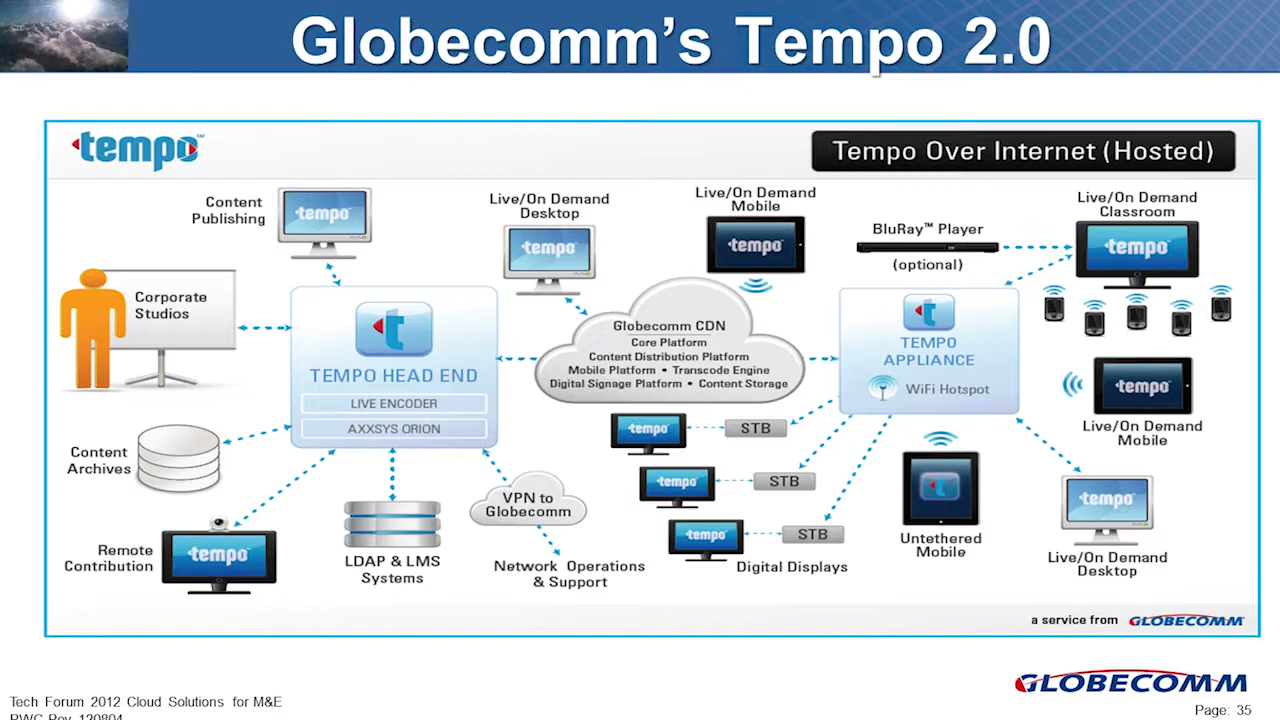 Globecomm's Tempo 2.0
tempo™
Tempo Over Internet (Hosted)
Content
Publishing
tempo
Live/On Demand
Desktop
tempo
Live/On Demand
Mobile
tempo
BluRay™ Player
(optional)
Live/On Demand
Classroom
tempo
Corporate
Studios
t
TEMPO HEAD END
LIVE ENCODER
AXXSYS ORION
Globecomm CDN
Core Platform
Content Distribution Platform
Mobile Platform • Transcode Engine
Digital Signage Platform • Content Storage
t
TEMPO
APPLIANCE
WiFi Hotspot
tempo
Live/On Demand
Mobile
Content
Archives
tempo
STB
tempo
STB
tempo
STB
Digital Displays
VPN to
Globecomm
Network Operations
& Support
LDAP & LMS
Systems
Remote
Contribution
tempo
t
Untethered
Mobile
tempo
Live/On Demand
Desktop
a service from GLOBECOMM
GLOBECOMM
Tech Forum 2012 Cloud Solutions for M&E
PWC Rev 120804
Page: 35